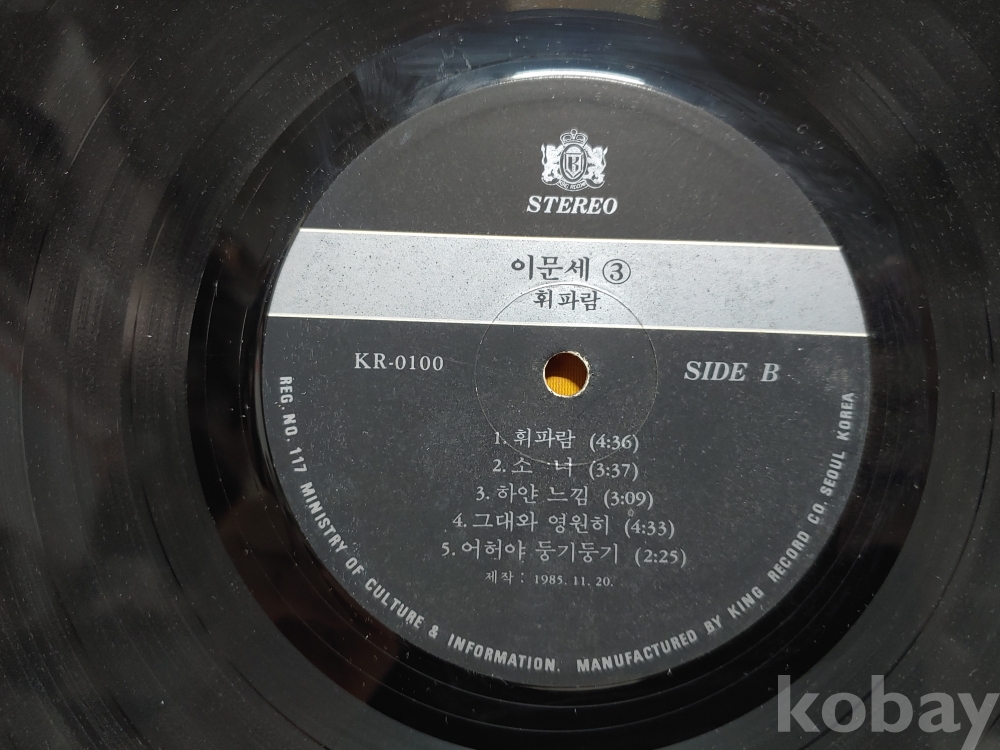 STEREO
이문세 ③
휘파람
KR-0100
SIDE B
1. 휘파람 (4:36)
2. 소 녀 (3:37)
3. 하얀 느낌 (3:09)
4. 그대와 영원히 (4:33)
5. 어허야 둥기둥기 (2:25)
제작 : 1985. 11. 20.
REG. NO. 117 MINISTRY OF CULTURE & INFORMATION. MANUFACTURED BY KING RECORD CO. SEOUL KOREA
kobay